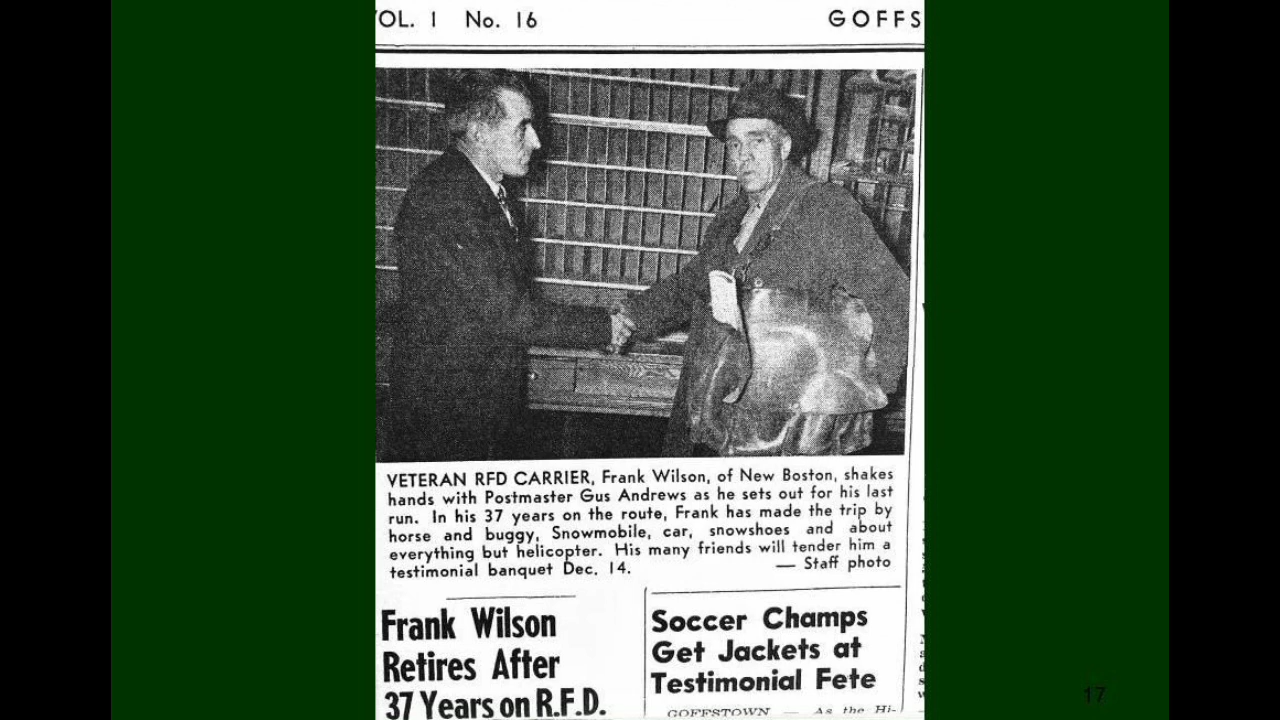 VOL. 1 No. 16
GOFFS
VETERAN RFD CARRIER, Frank Wilson, of New Boston, shakes
hands with Postmaster Gus Andrews as he sets out for his last
run. In his 37 years on the route, Frank has made the trip by
horse and buggy, Snowmobile, car, snowshoes and about
everything but helicopter. His many friends will tender him a
testimonial banquet Dec. 14. — Staff photo
Frank Wilson
Retires After
37 Years on R.F.D.
Soccer Champs
Get Jackets at
Testimonial Fete
GOFFSTOWN — As the Hi-
17